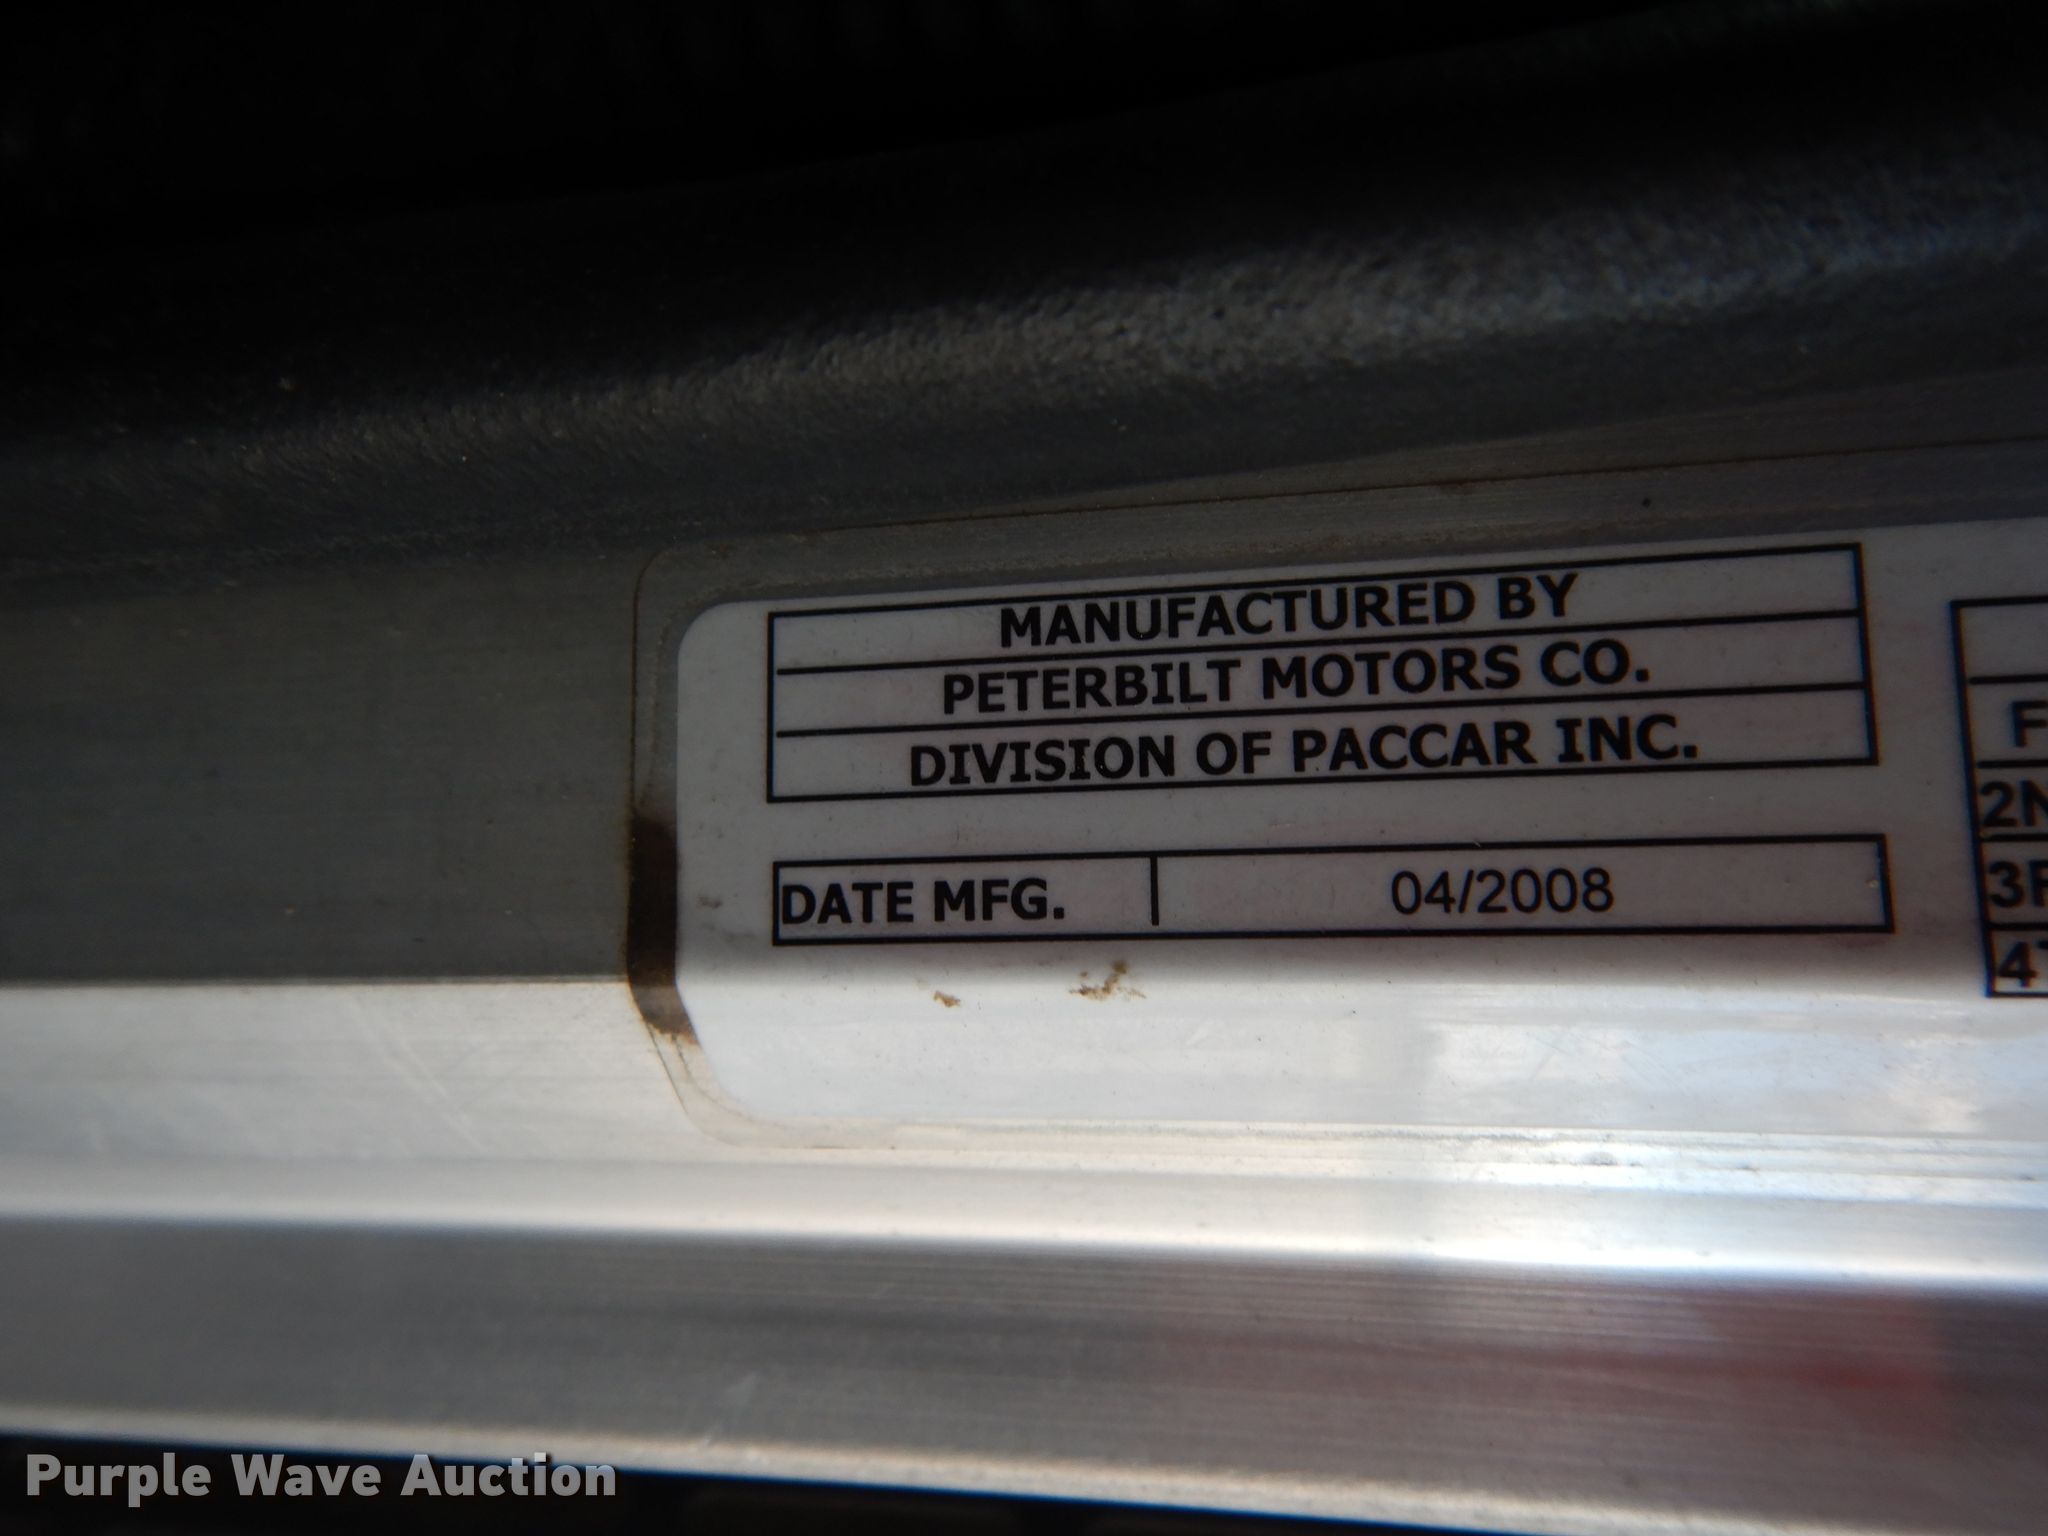 MANUFACTURED BY
PETERBILT MOTORS CO.
DIVISION OF PACCAR INC.
DATE MFG. 04/2008
Purple Wave Auction